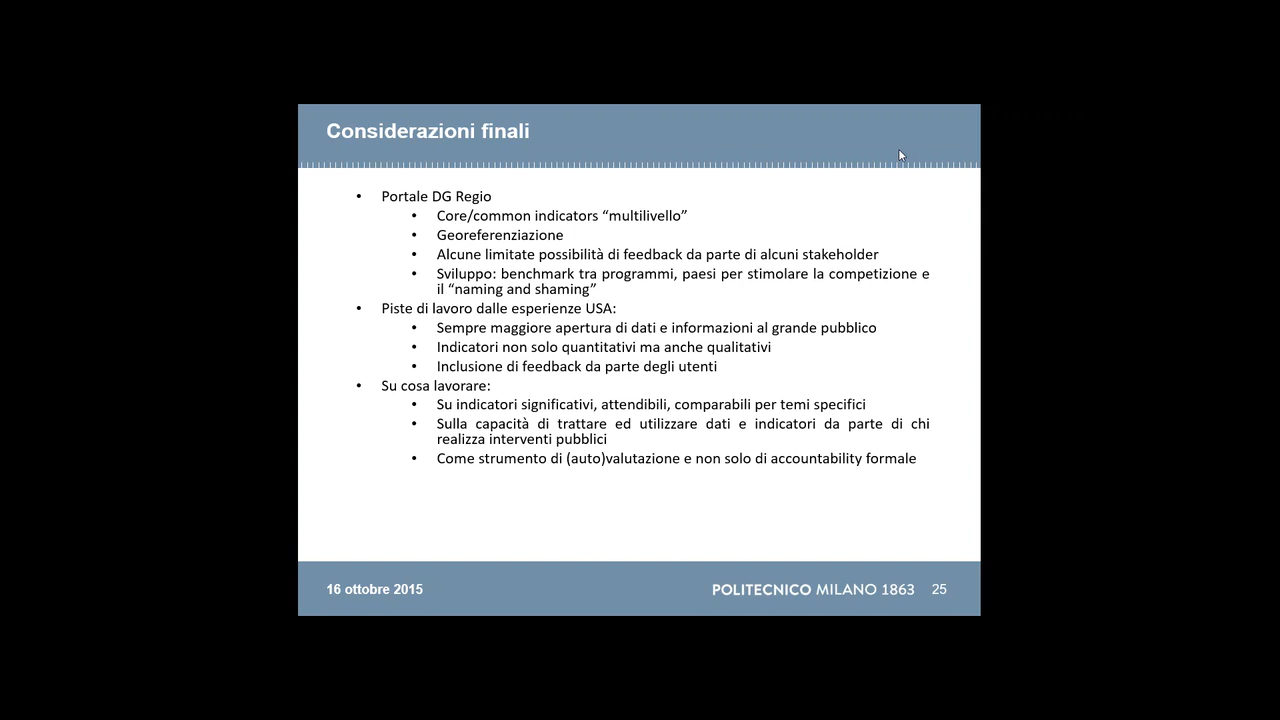 Considerazioni finali
• Portale DG Regio
• Core/common indicators “multilivello”
• Georeferenziazione
• Alcune limitate possibilità di feedback da parte di alcuni stakeholder
• Sviluppo: benchmark tra programmi, paesi per stimolare la competizione e
il “naming and shaming”
• Piste di lavoro dalle esperienze USA:
• Sempre maggiore apertura di dati e informazioni al grande pubblico
• Indicatori non solo quantitativi ma anche qualitativi
• Inclusione di feedback da parte degli utenti
• Su cosa lavorare:
• Su indicatori significativi, attendibili, comparabili per temi specifici
• Sulla capacità di trattare ed utilizzare dati e indicatori da parte di chi
realizza interventi pubblici
• Come strumento di (auto)valutazione e non solo di accountability formale
16 ottobre 2015 POLITECNICO MILANO 1863 25